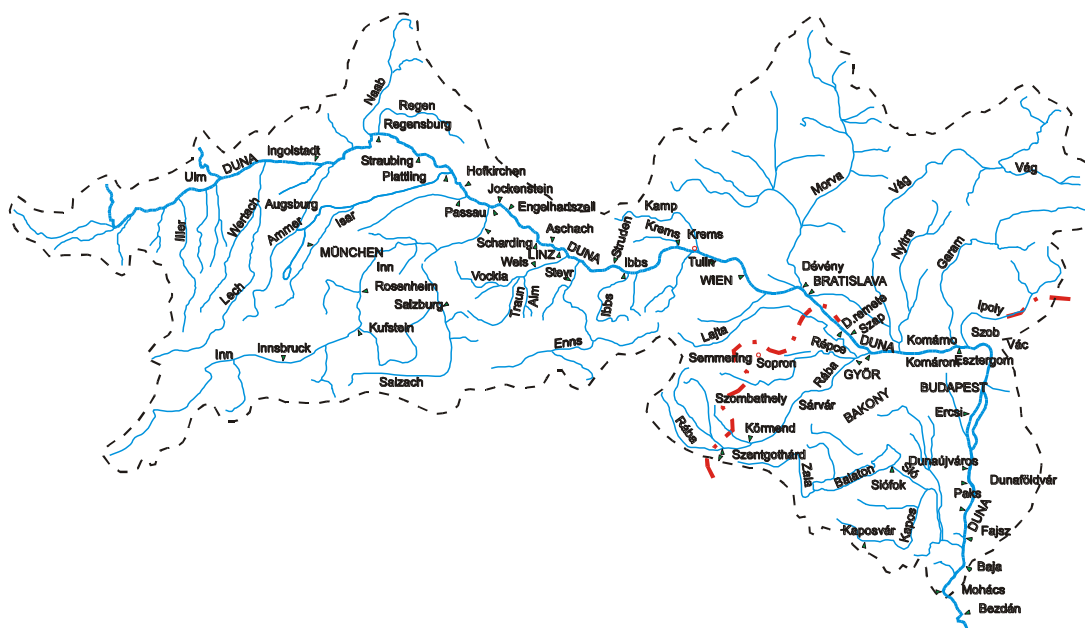 Naab
Regen
Regensburg
Ingolstadt
DUNA
Ulm
Straubing
Plattling
Hofkirchen
Jockenstein
Passau
Engelhartszell
Iller
Wertach
Augsburg
Ammer
Isar
Lech
MÜNCHEN
Inn
Rosenheim
Salzburg
Kufstein
Innsbruck
Inn
Salzach
Scharding
Aschach
LINZ
DUNA
Wels
Vockla
Traun
Alm
Steyr
Enns
Struden
Ibbs
Ibbs
Kamp
Krems
Krems
Tulln
WIEN
Morva
Vág
Vág
Nyitra
Garam
Ipoly
Dévény
BRATISLAVA
D.remete
Szap
DUNA
Lajta
Répce
Semmering
Sopron
Rába
GYŐR
Komárno
Komárom
Szob
Vác
Esztergom
BUDAPEST
Ercsi
Szombathely
Sárvár
BAKONY
Rába
Körmend
Szentgothárd
Zala
Balaton
Sió
Siófok
Dunaújváros
Dunaföldvár
Paks
DUNA
Kapos
Kaposvár
Fajsz
Baja
Mohács
Bezdán